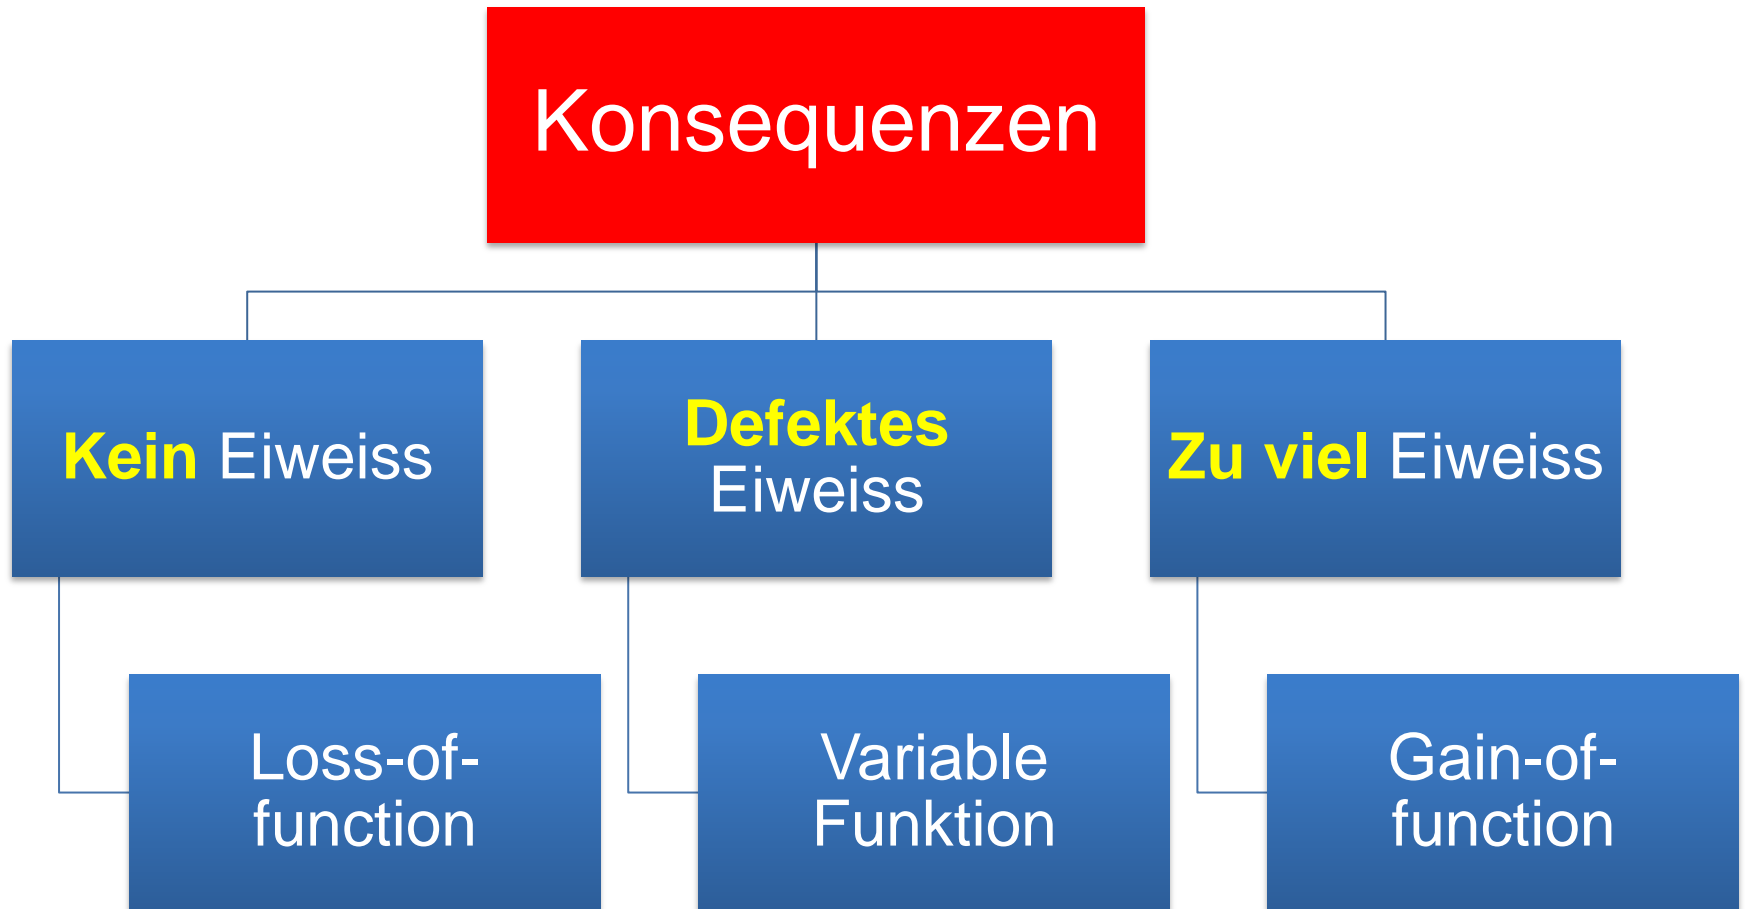 Konsequenzen
Kein Eiweiss
Defektes
Eiweiss
Zu viel Eiweiss
Loss-of-
function
Variable
Funktion
Gain-of-
function